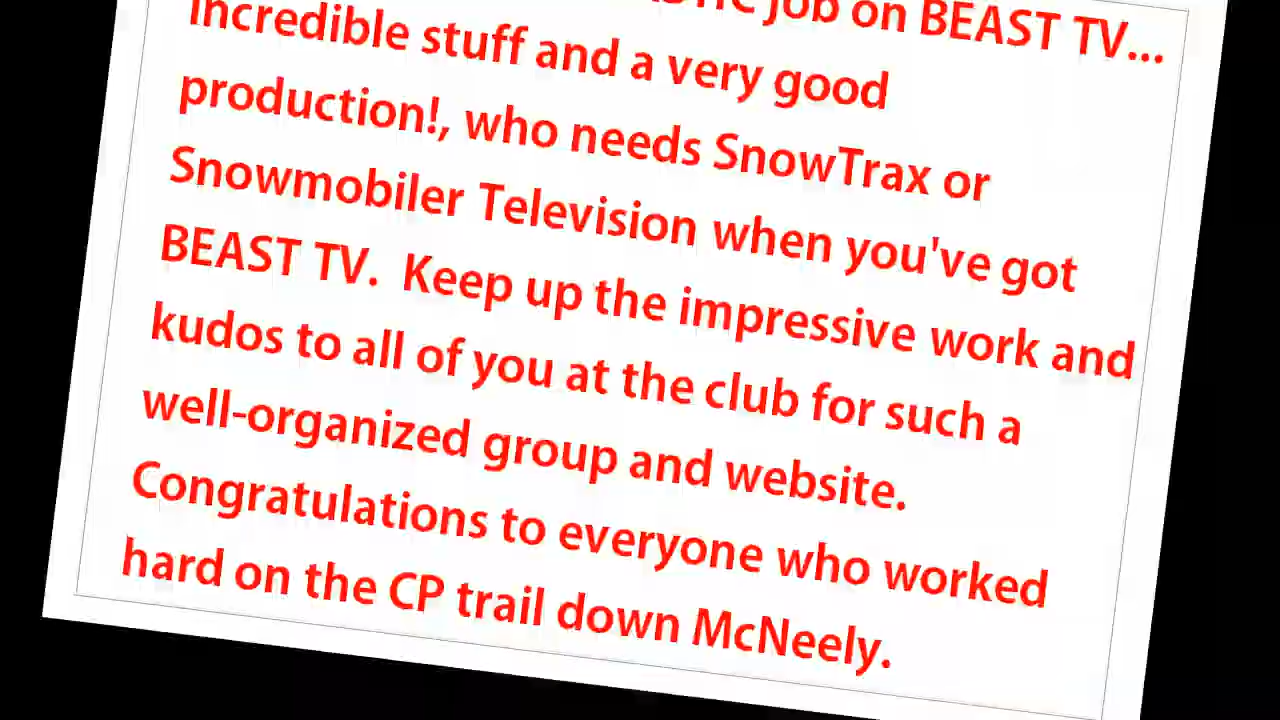 job on BEAST TV...
Incredible stuff and a very good
production!, who needs SnowTrax or
Snowmobiler Television when you've got
BEAST TV.  Keep up the impressive work and
kudos to all of you at the club for such a
well-organized group and website.
Congratulations to everyone who worked
hard on the CP trail down McNeely.